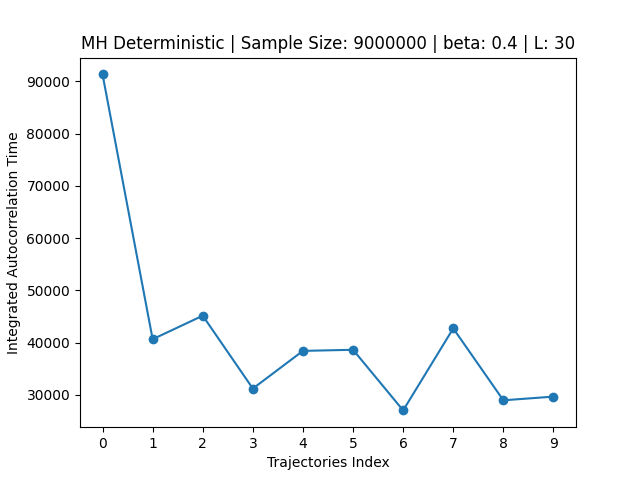 MH Deterministic | Sample Size: 9000000 | beta: 0.4 | L: 30
Integrated Autocorrelation Time
90000
80000
70000
60000
50000
40000
30000
0 1 2 3 4 5 6 7 8 9
Trajectories Index